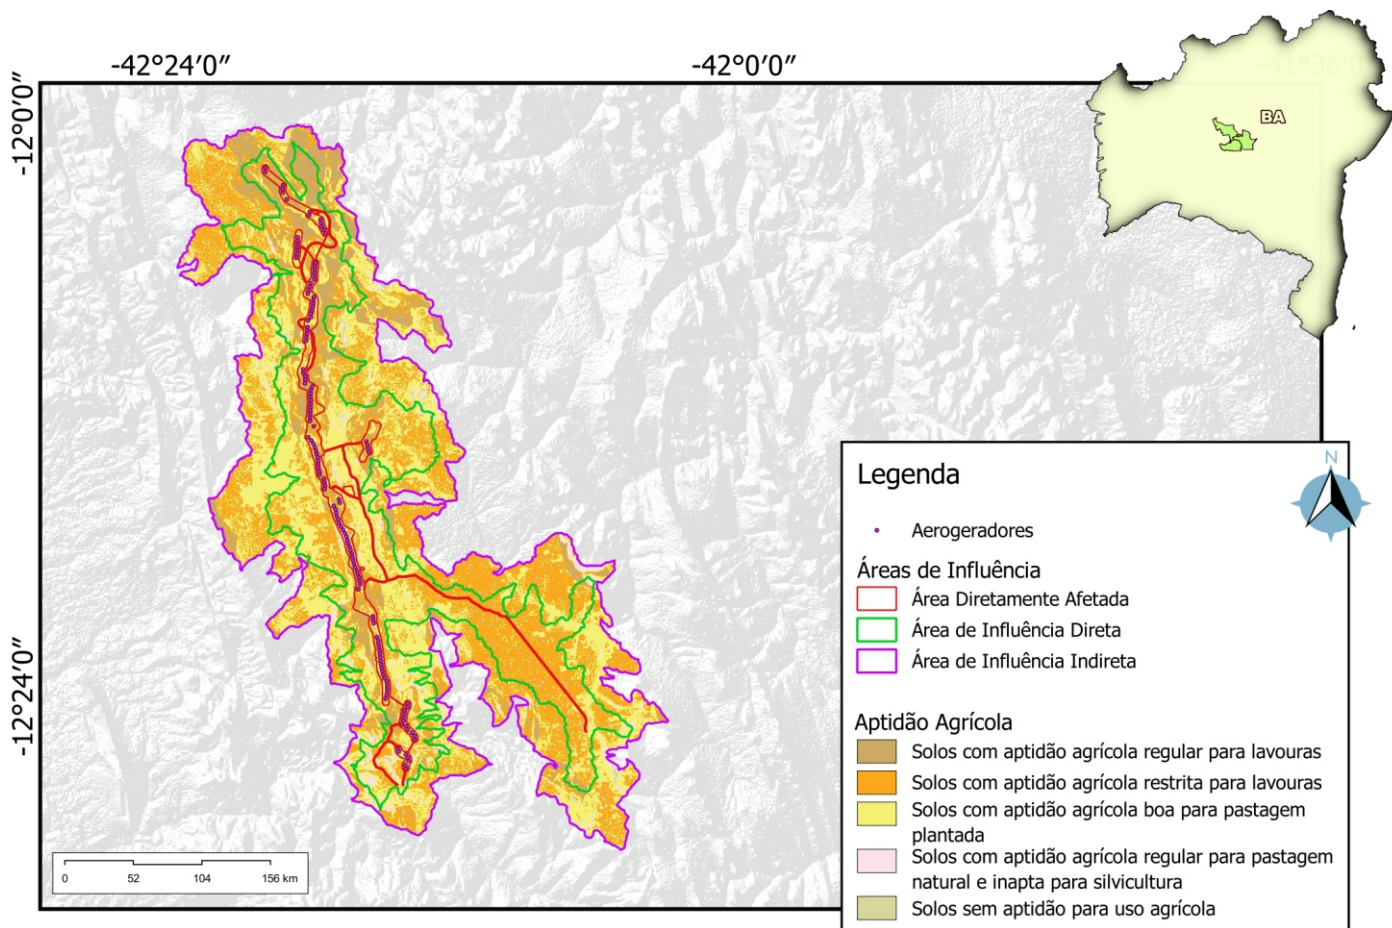 -42°24′0″
-42°0′0″
-41°36′0″
-12°0′0″
BA
Legenda
N
Aerogeradores
Áreas de Influência
Área Diretamente Afetada
Área de Influência Direta
Área de Influência Indireta
-12°24′0″
Aptidão Agrícola
Solos com aptidão agrícola regular para lavouras
Solos com aptidão agrícola restrita para lavouras
Solos com aptidão agrícola boa para pastagem
plantada
Solos com aptidão agrícola regular para pastagem
natural e inapta para silvicultura
Solos sem aptidão para uso agrícola
0 52 104 156 km